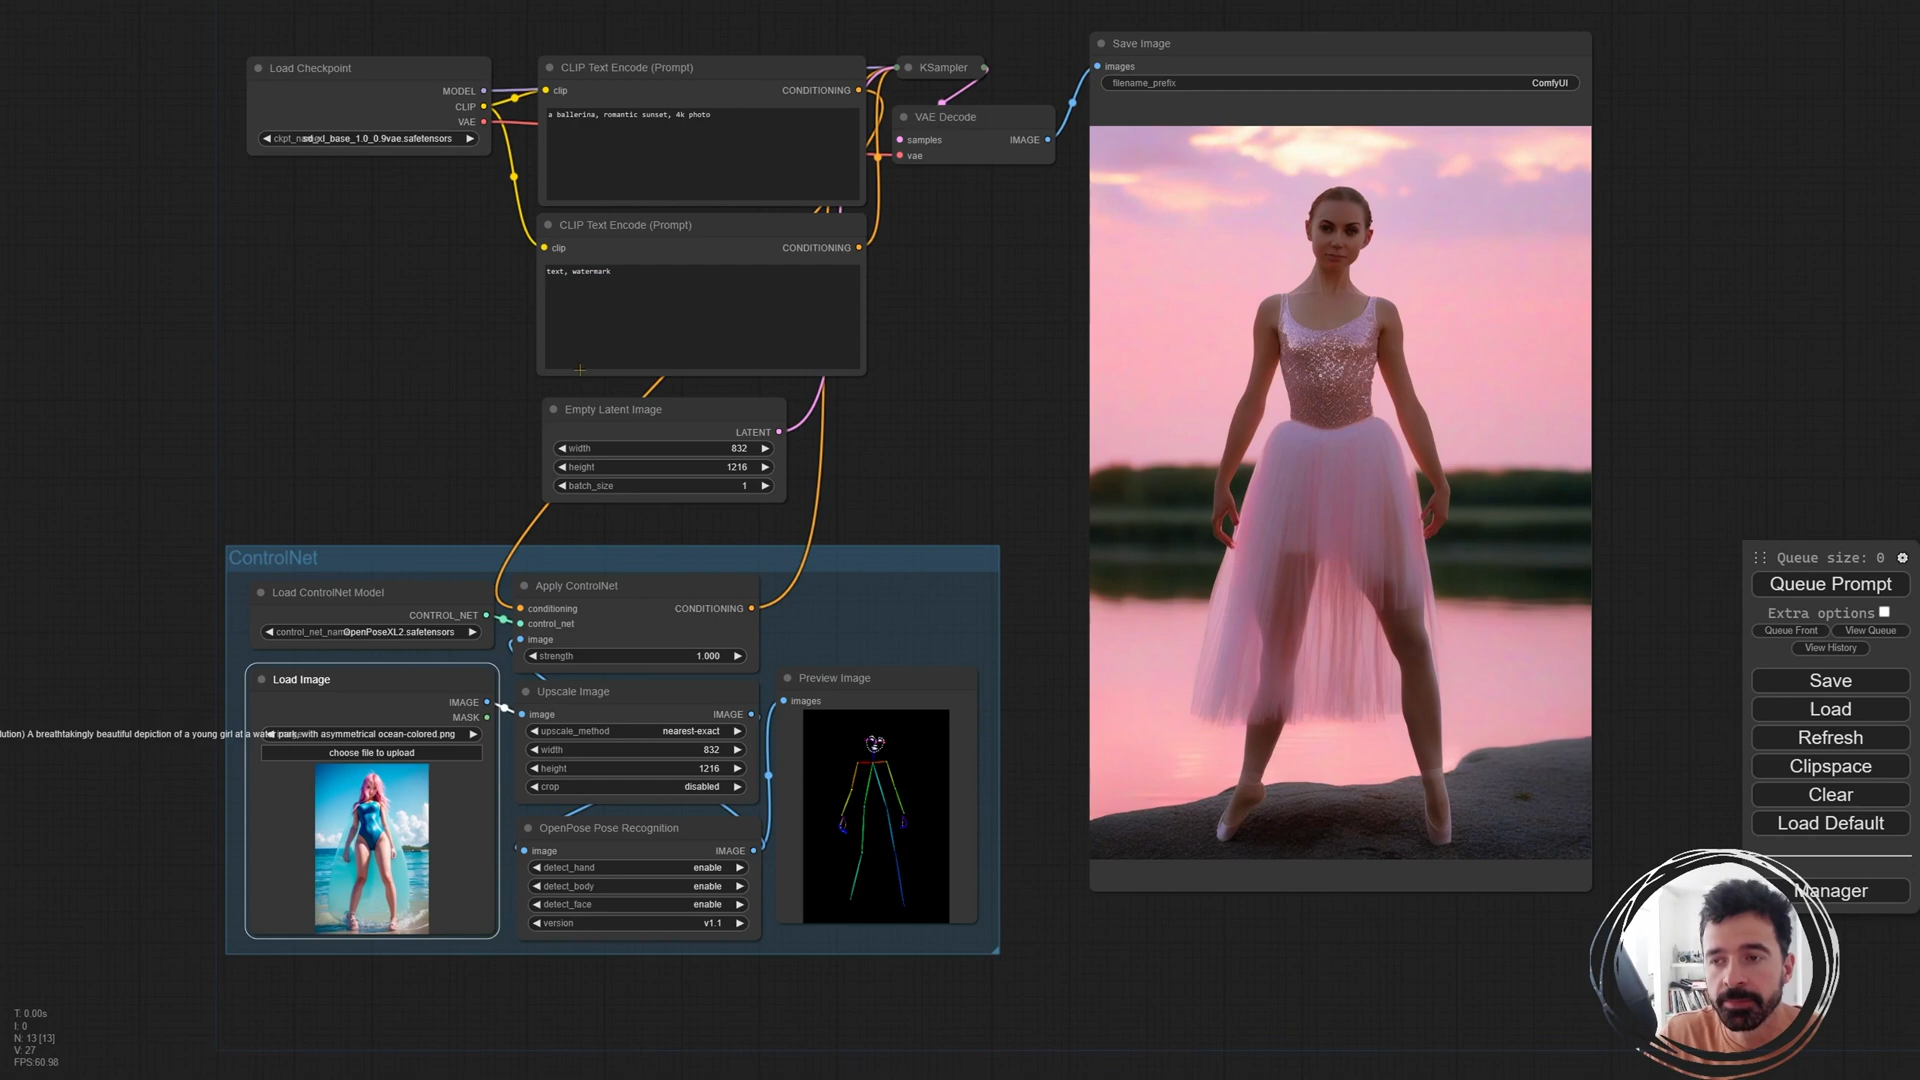 Load Checkpoint
MODEL
CLIP
VAE
xl_base_1.0_0.9vae.safetensors
CLIP Text Encode (Prompt)
clip
CONDITIONING
a ballerina, romantic sunset, 4k photo
CLIP Text Encode (Prompt)
clip
CONDITIONING
text, watermark
KSampler
VAE Decode
samples
IMAGE
vae
Save Image
images
filename_prefix
ComfyUI
Empty Latent Image
LATENT
width 832
height 1216
batch_size 1
ControlNet
Load ControlNet Model
CONTROL_NET
OpenPoseXL2.safetensors
Apply ControlNet
conditioning
CONDITIONING
control_net
image
strength 1.000
Load Image
IMAGE
MASK
lution) A breathtakingly beautiful depiction of a young girl at a water park, with asymmetrical ocean-colored.png
choose file to upload
Upscale Image
image
IMAGE
upscale_method nearest-exact
width 832
height 1216
crop disabled
OpenPose Pose Recognition
image
IMAGE
detect_hand enable
detect_body enable
detect_face enable
version v1.1
Preview Image
images
Queue size: 0
Queue Prompt
Extra options
Queue Front
View Queue
View History
Save
Load
Refresh
Clipspace
Clear
Load Default
Manager
T: 0.00s
I: 0
N: 13 [13]
V: 27
FPS:60.98